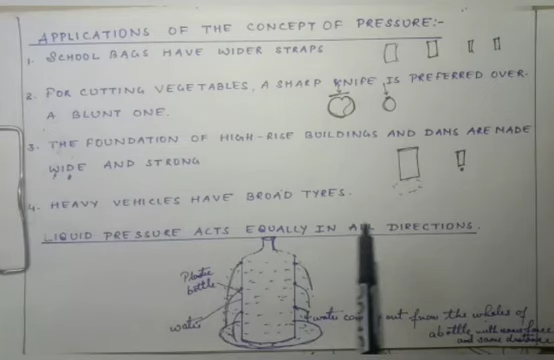 APPLICATIONS OF THE CONCEPT OF PRESSURE:-
1. SCHOOL BAGS HAVE WIDER STRAPS
2. FOR CUTTING VEGETABLES, A SHARP KNIFE IS PREFERRED OVER
A BLUNT ONE.
3. THE FOUNDATION OF HIGH-RISE BUILDINGS AND DAMS ARE MADE
WIDE AND STRONG
4. HEAVY VEHICLES HAVE BROAD TYRES.
LIQUID PRESSURE ACTS EQUALLY IN ALL DIRECTIONS.
Plastic
bottle
water
water out from the wholes of
a bottle with same force
and same distance